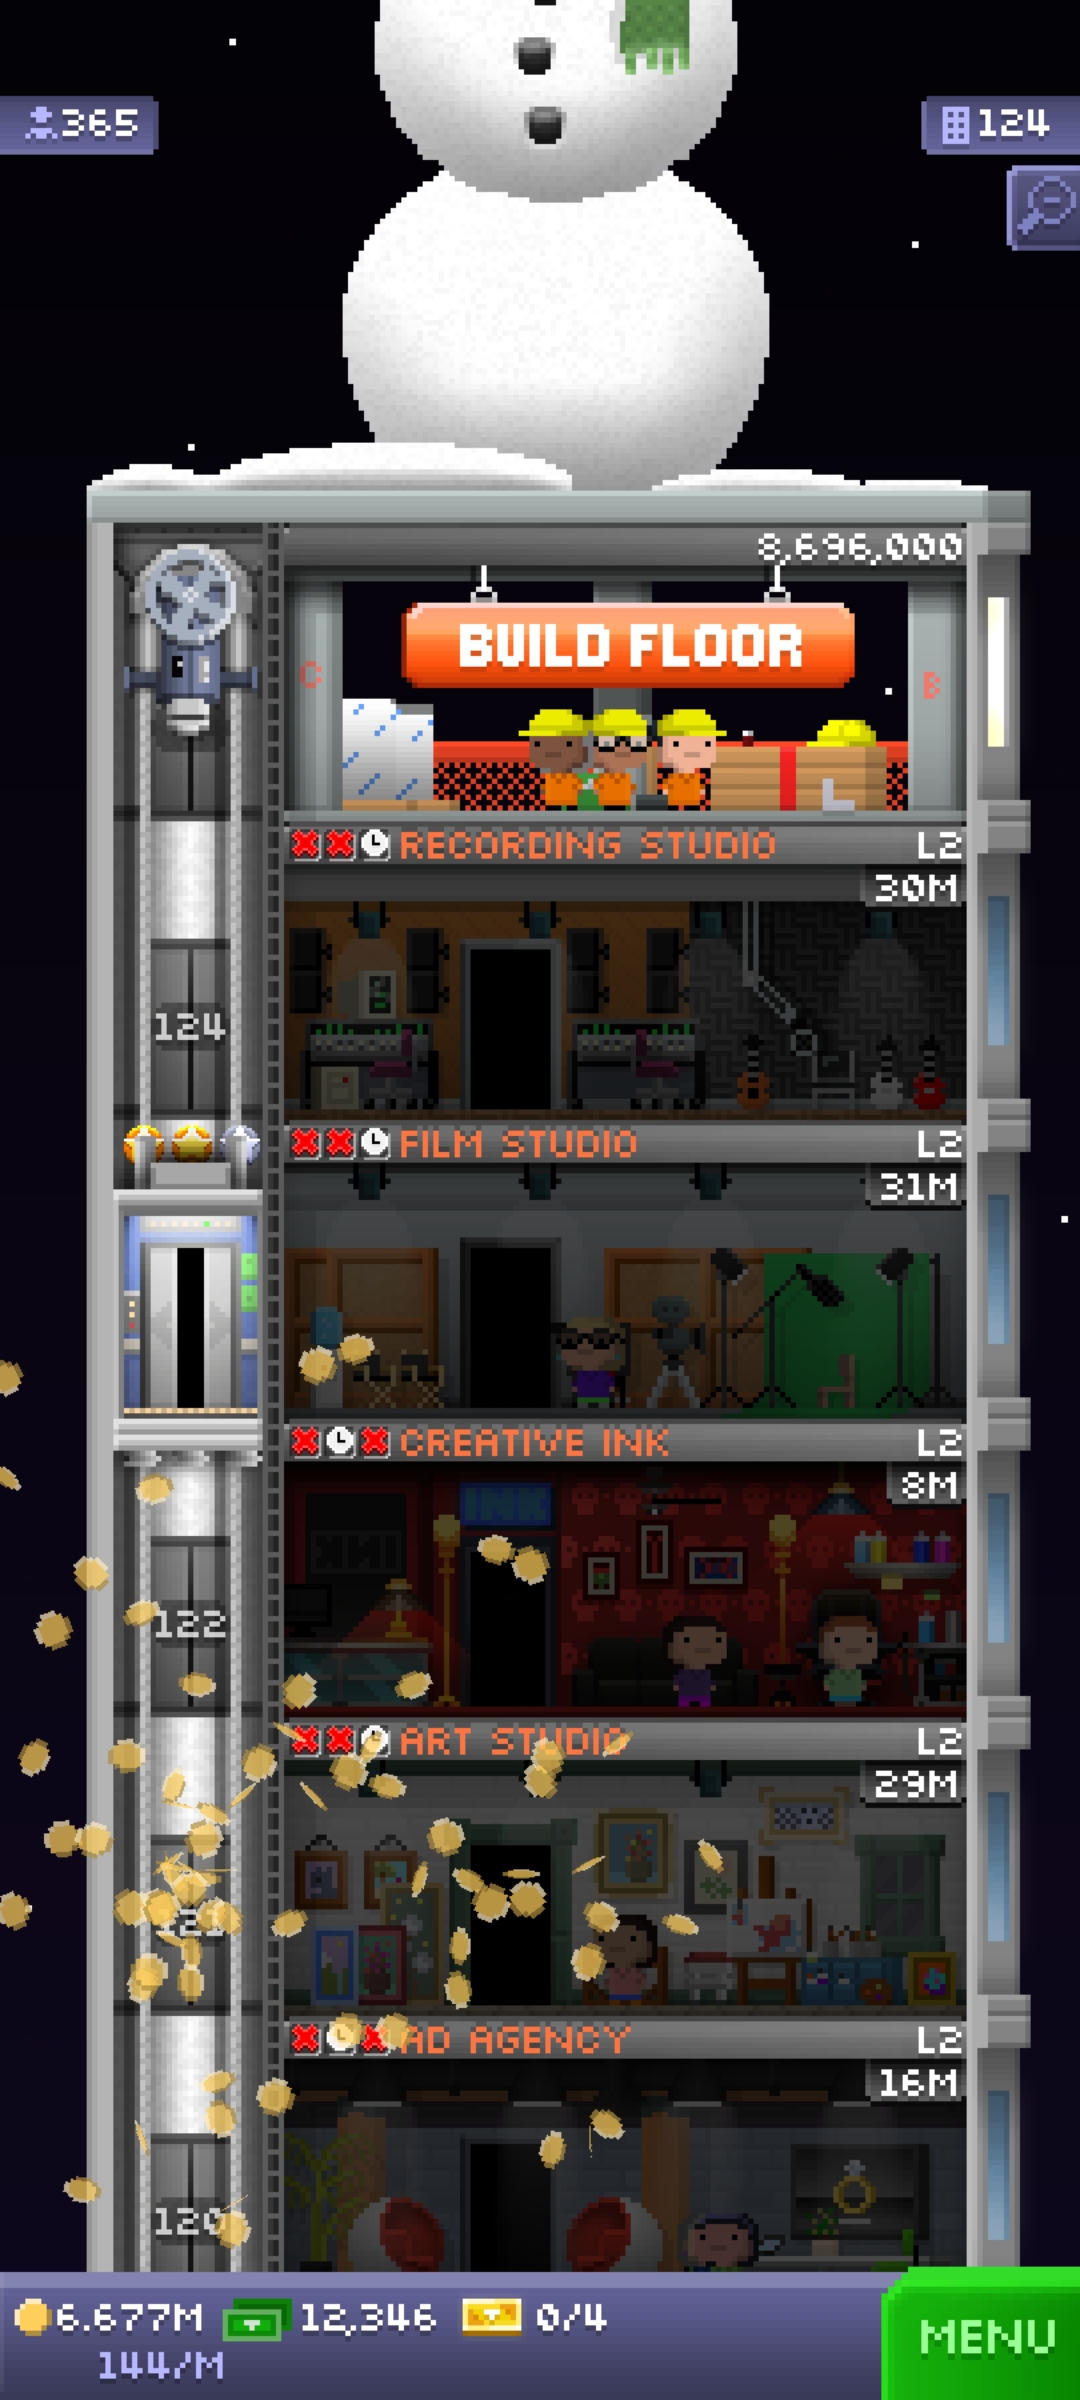 365
124
8,696,000
BUILD FLOOR
C
B
L
RECORDING STUDIO L2
30M
124
FILM STUDIO L2
31M
CREATIVE INK L2
8M
INK
122
ART STUDIO L2
29M
121
AD AGENCY L2
16M
120
6.677M 12,346 0/4
144/M
MENU